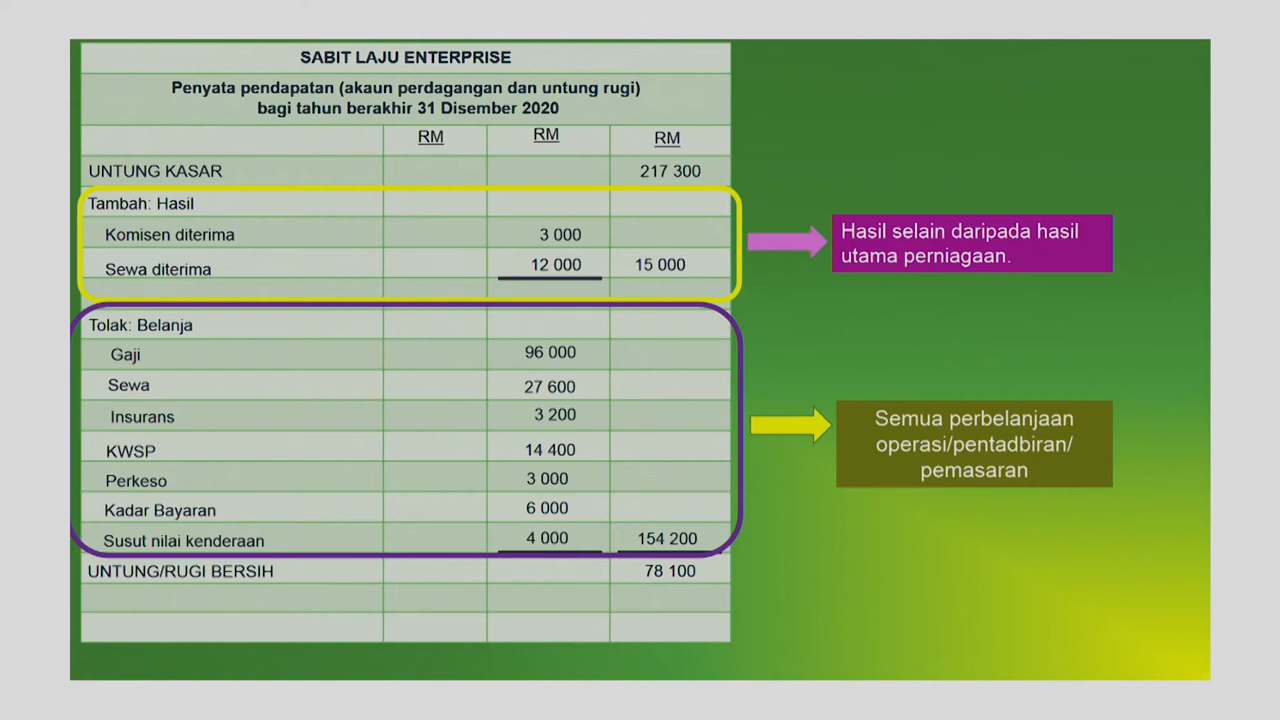 SABIT LAJU ENTERPRISE
Penyata pendapatan (akaun perdagangan dan untung rugi)
bagi tahun berakhir 31 Disember 2020
RM RM RM
UNTUNG KASAR 217 300
Tambah: Hasil
Komisen diterima 3 000
Sewa diterima 12 000 15 000
Hasil selain daripada hasil
utama perniagaan.
Tolak: Belanja
Gaji 96 000
Sewa 27 600
Insurans 3 200
KWSP 14 400
Perkeso 3 000
Kadar Bayaran 6 000
Susut nilai kenderaan 4 000 154 200
Semua perbelanjaan
operasi/pentadbiran/
pemasaran
UNTUNG/RUGI BERSIH 78 100